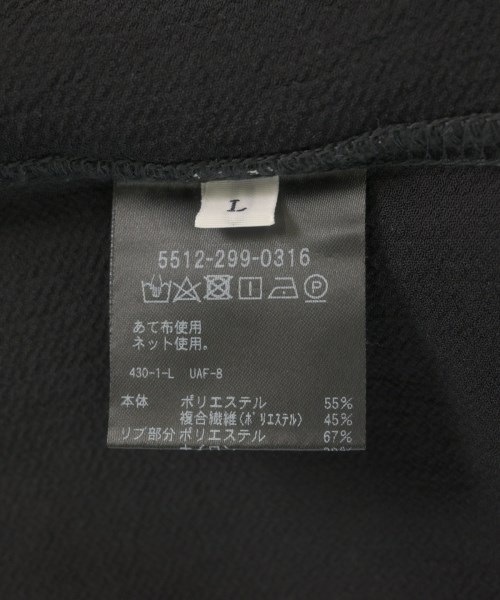 L
5512-299-0316
あて布使用
ネット使用。
430-1-L UAF-8
本体 ポリエステル 55%
複合繊維(ポリエステル) 45%
リブ部分 ポリエステル 67%